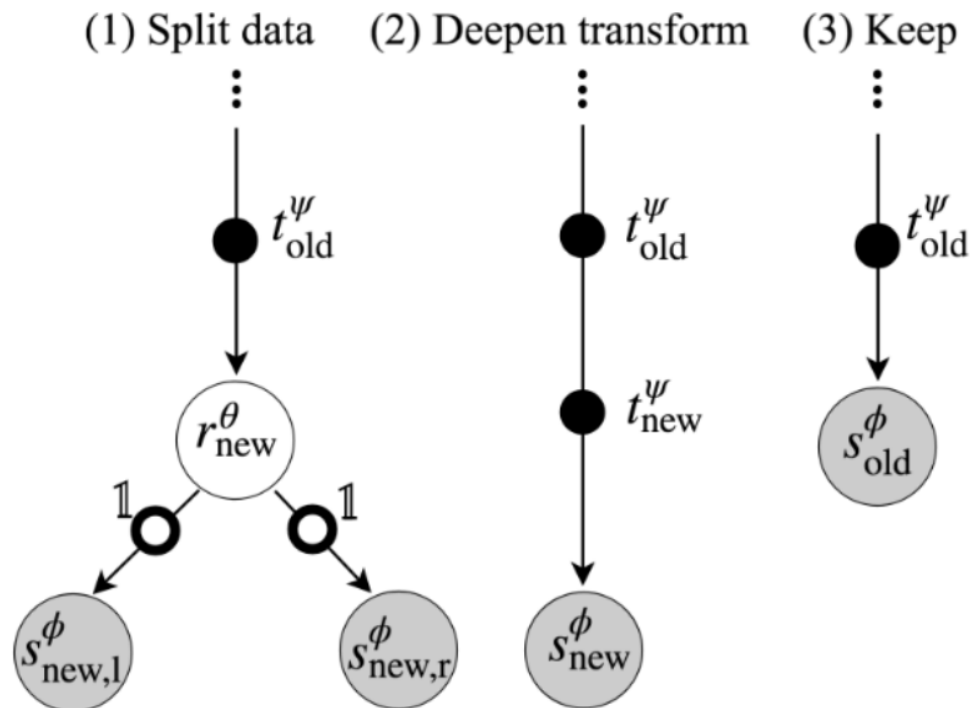 (1) Split data (2) Deepen transform (3) Keep
t^ψ_old t^ψ_old t^ψ_old
r^θ_new t^ψ_new s^ϕ_old
𝟙 𝟙
s^ϕ_new,l s^ϕ_new,r s^ϕ_new